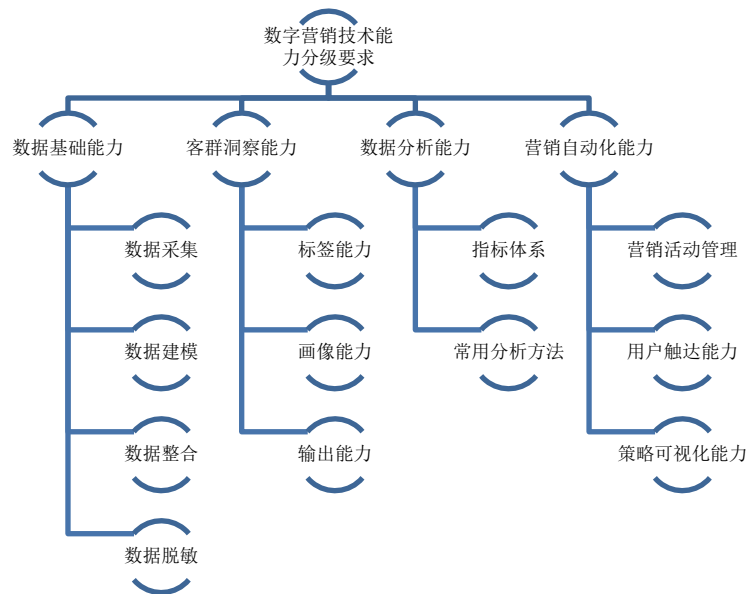 数字营销技术能
力分级要求
数据基础能力
客群洞察能力
数据分析能力
营销自动化能力
数据采集
标签能力
指标体系
营销活动管理
数据建模
画像能力
常用分析方法
用户触达能力
数据整合
输出能力
策略可视化能力
数据脱敏